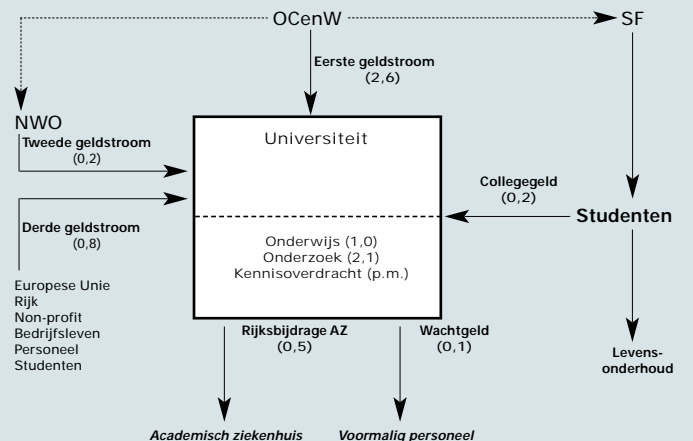 OCenW
SF
Eerste geldstroom
(2,6)
NWO
Tweede geldstroom
(0,2)
Universiteit
Collegegeld
(0,2)
Studenten
Derde geldstroom
(0,8)
Onderwijs (1,0)
Onderzoek (2,1)
Kennisoverdracht (p.m.)
Europese Unie
Rijk
Non-profit
Bedrijfsleven
Personeel
Studenten
Rijksbijdrage AZ
(0,5)
Wachtgeld
(0,1)
Levens-
onderhoud
Academisch ziekenhuis
Voormalig personeel